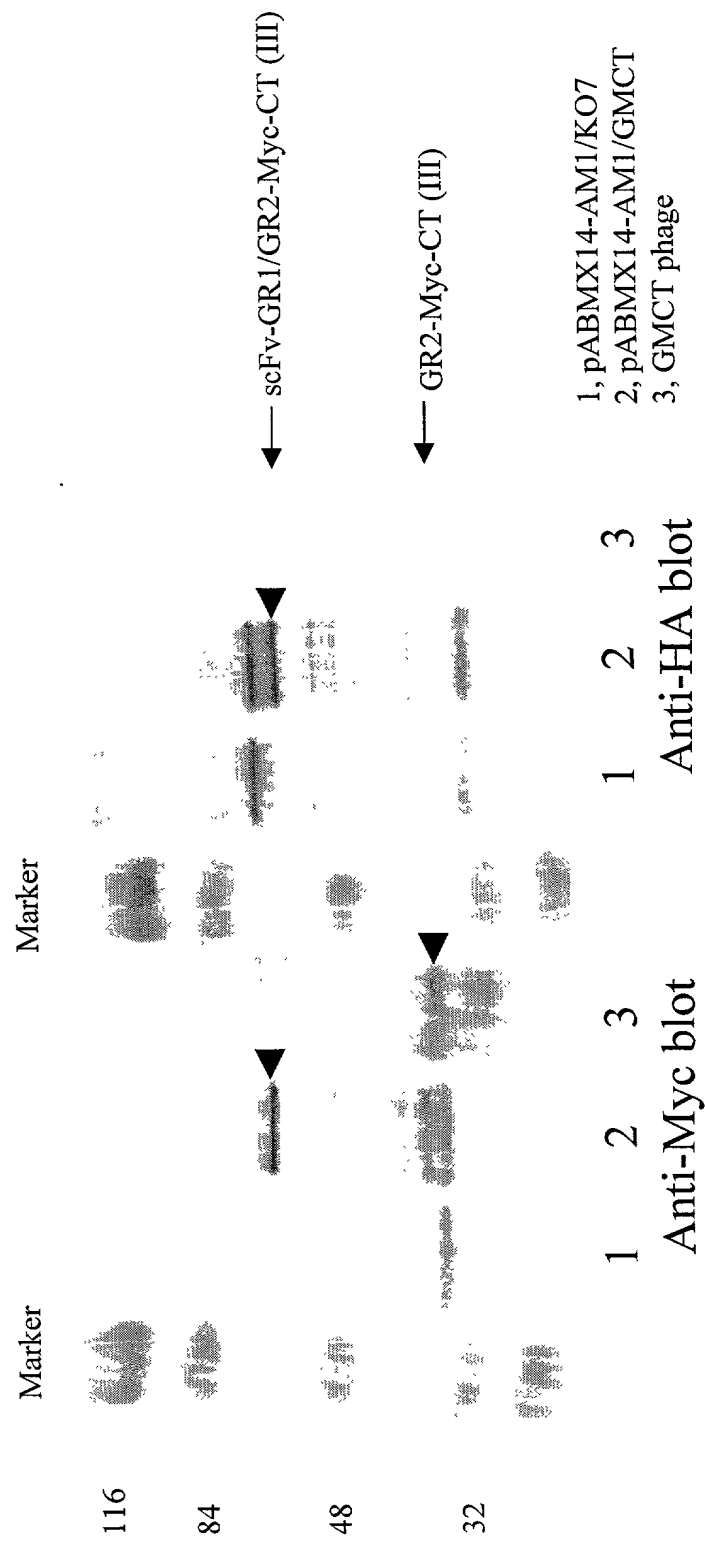 Marker
Marker
116
84
48
32
scFv-GR1/GR2-Myc-CT (III)
GR2-Myc-CT (III)
1 2 3
Anti-Myc blot
1 2 3
Anti-HA blot
1, pABMX14-AM1/KO7
2, pABMX14-AM1/GMCT
3, GMCT phage